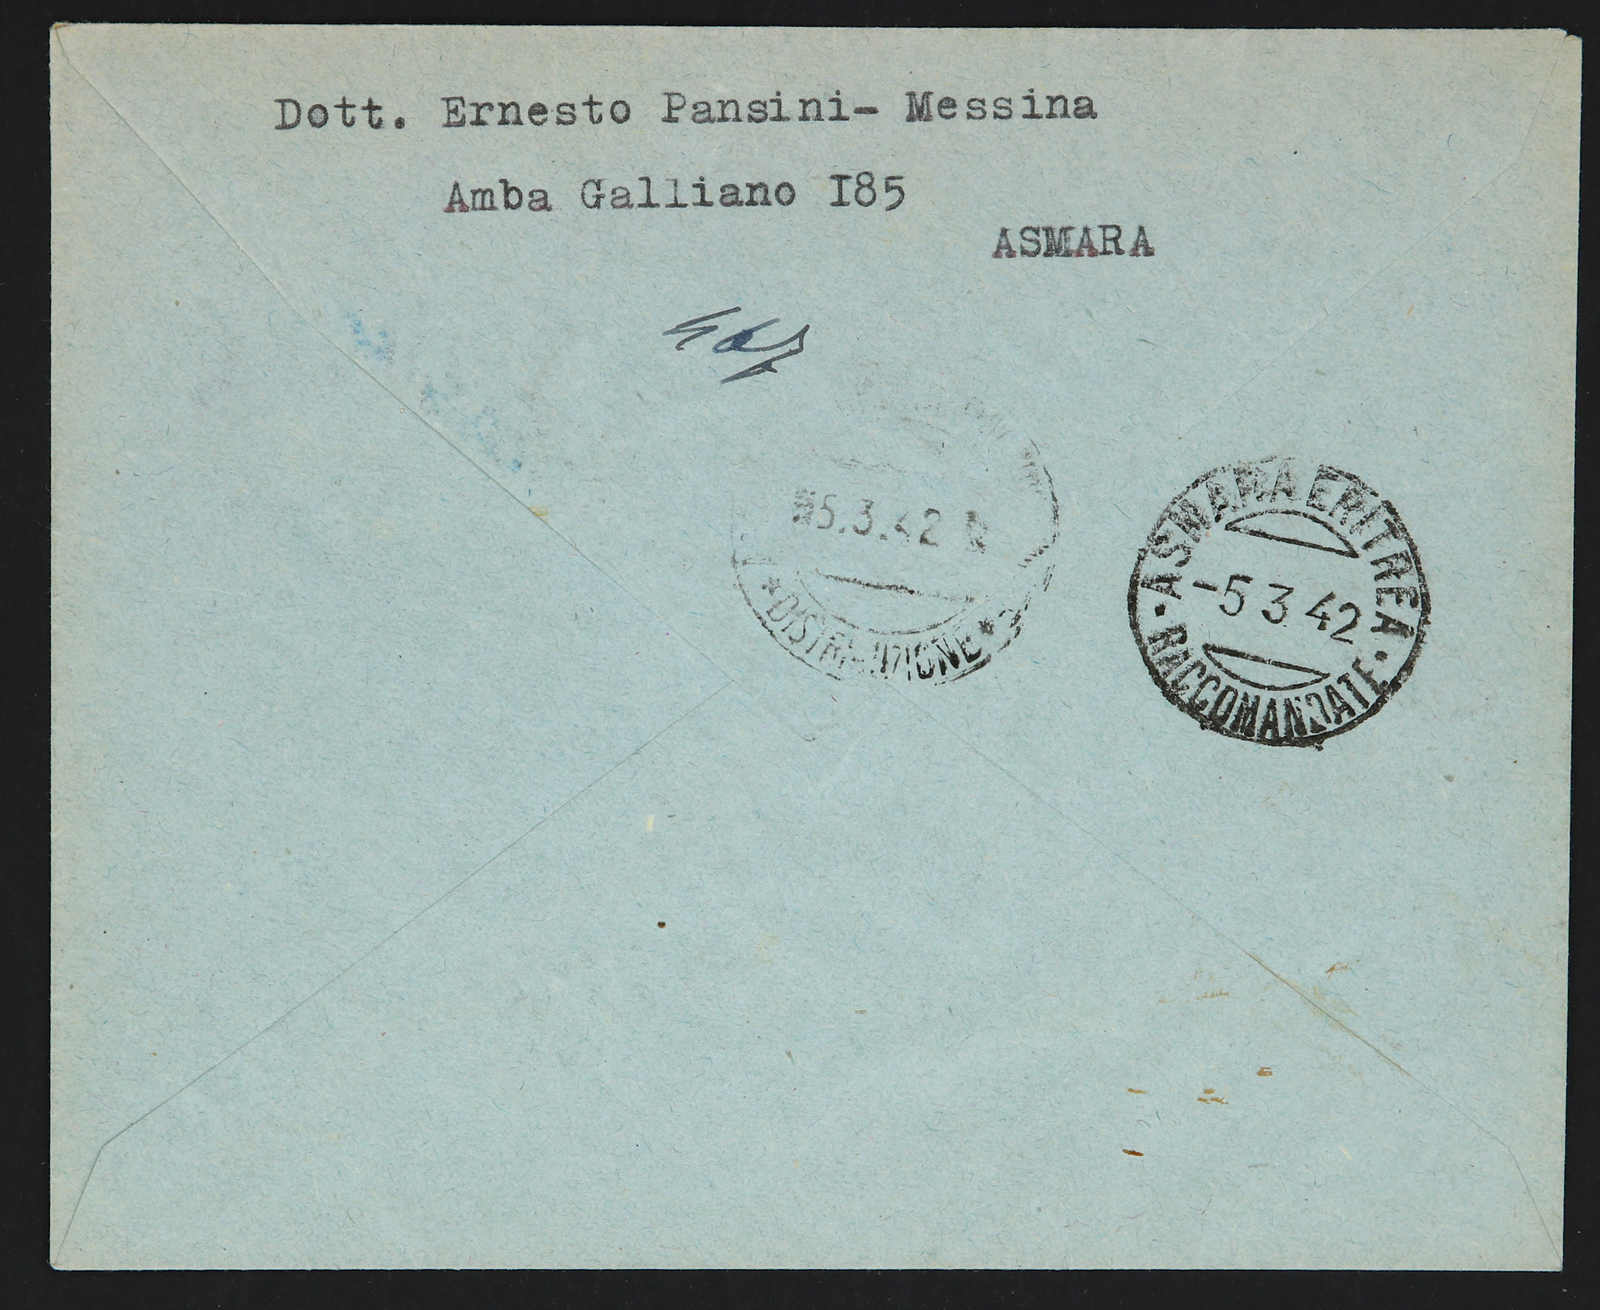 Dott. Ernesto Pansini- Messina
Amba Galliano I85
ASMARA
5.3.42
*DISTRIBUZIONE*
ASMARA ERITREA
-5 3 42
• RACCOMANDATE •